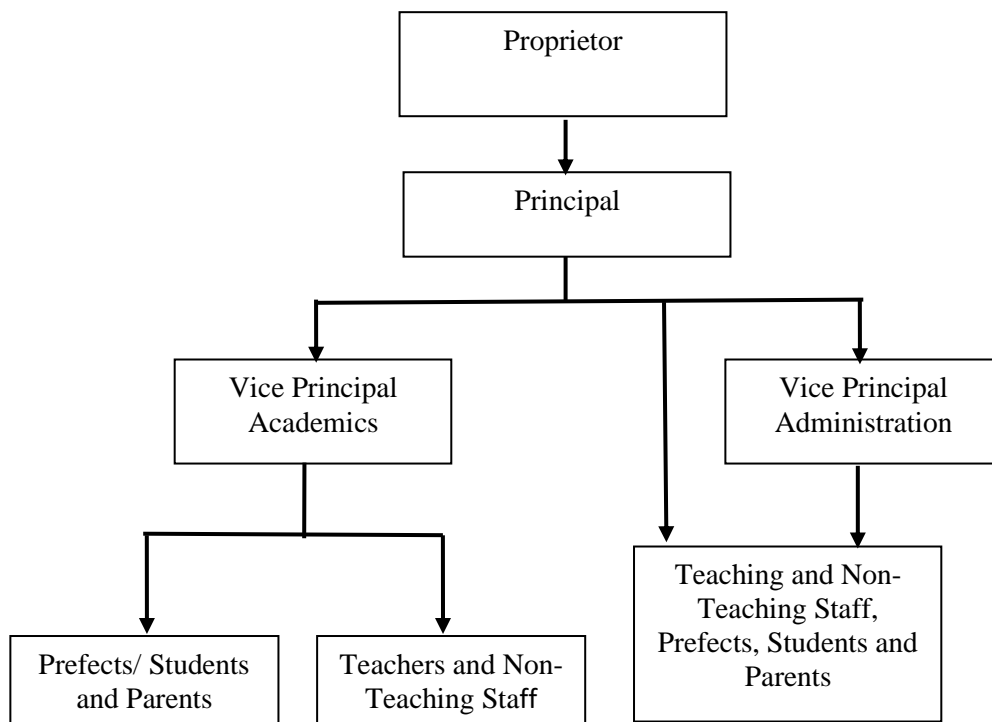 Proprietor
Principal
Vice Principal
Academics
Vice Principal
Administration
Teaching and Non-
Teaching Staff,
Prefects, Students and
Parents
Prefects/ Students
and Parents
Teachers and Non-
Teaching Staff